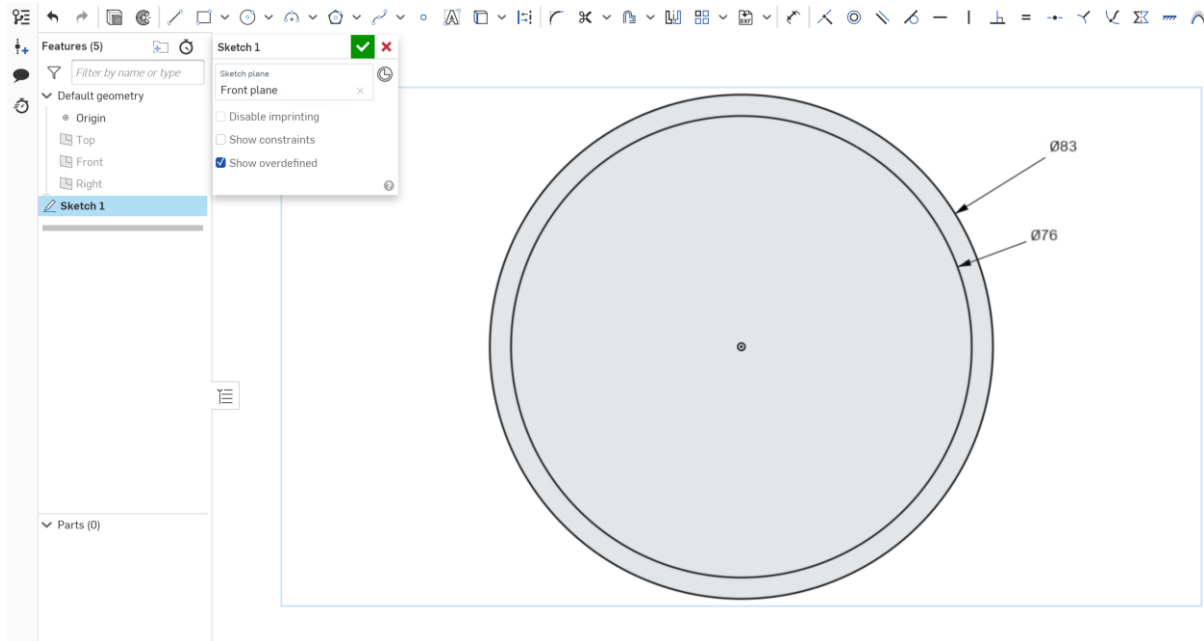 Features (5)
Filter by name or type
Default geometry
Origin
Top
Front
Right
Sketch 1
Parts (0)
Sketch 1
Sketch plane
Front plane
Disable imprinting
Show constraints
Show overdefined
Ø83
Ø76